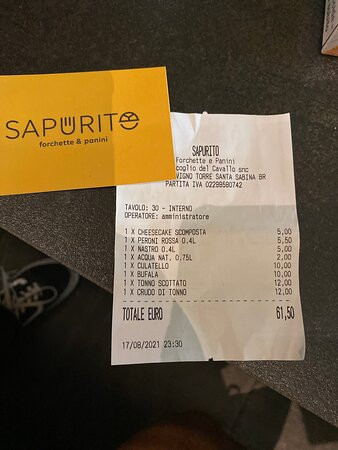 SAPURITO
forchette & panini
SAPURITO
Forchette e Panini
coglio del Cavallo snc
VIGNO TORRE SANTA SABINA BR
PARTITA IVA 02299580742
TAVOLO: 30 - INTERNO
OPERATORE: amministratore
1 X CHEESECAKE SCOMPOSTA 5,00
1 X PERONI ROSSA 0.4L 5,50
1 X NASTRO 0.4L 5,00
1 X ACQUA NAT. 0.75L 2,00
1 X CULATELLO 10,00
1 X BUFALA 10,00
1 X TONNO SCOTTATO 12,00
1 X CRUDO DI TONNO 12,00
TOTALE EURO 61,50
17/08/2021 23:30